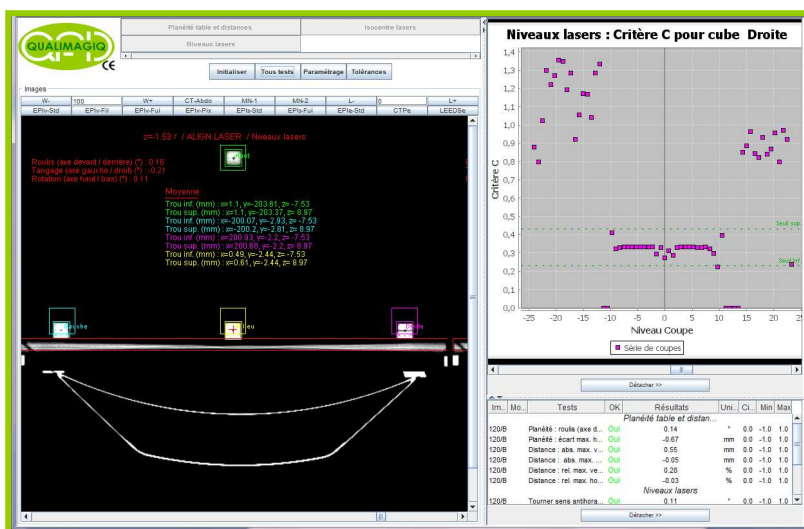 QUALIMAGIQ
CE
Planéité table et distances
Isocentre lasers
Niveaux lasers
Initialiser
Tous tests
Paramétrage
Tolérances
Images
W-
100
W+
CT-Abdo
MN-1
MN-2
L-
0
L+
EPIv-Std
EPIv-Fil
EPIv-Ful
EPIv-Pix
EPIs-Std
EPIs-Ful
EPIe-Std
CTPe
LEEDSe
z=-1.53 / / ALIGN LASER / Niveaux lasers
Roulis (axe devant / derrière) (°) : 0.16
Tangage (axe gauche / droit) (°) : -0.21
Rotation (axe haut / bas) (°) : 0.11
Moyenne
Trou inf. (mm) : x=1.1, y=-203.61, z= -7.53
Trou sup. (mm) : x=1.1, y=-203.37, z= 8.97
Trou inf. (mm) : x=-200.07, y=-2.93, z= -7.53
Trou sup. (mm) : x=-200.2, y=-2.81, z= 8.97
Trou inf. (mm) : x=200.93, y=-2.2, z= -7.53
Trou sup. (mm) : x=200.68, y=-2.2, z= 8.97
Trou inf. (mm) : x=0.49, y=-2.44, z= -7.53
Trou sup. (mm) : x=0.61, y=-2.44, z= 8.97
Niveaux lasers : Critère C pour cube Droite
Critère C
1,4
1,3
1,2
1,1
1,0
0,9
0,8
0,7
0,6
0,5
0,4
0,3
0,2
0,1
0,0
Seuil sup.
Seuil inf.
-25 -20 -15 -10 -5 0 5 10 15 20 25
Niveau Coupe
Série de coupes
Détacher >>
Im... Mo... Tests OK Résultats Uni... Ci... Min Max
Planéité table et distan...
120/B Planéité : roulis (axe d... Oui 0.14 ° 0.0 -1.0 1.0
120/B Planéité : écart max. h... Oui -0.67 mm 0.0 -1.0 1.0
120/B Distance : abs. max. v... Oui 0.55 mm 0.0 -1.0 1.0
120/B Distance : abs. max. ... Oui -0.05 mm 0.0 -1.0 1.0
120/B Distance : rel. max. ve... Oui 0.28 % 0.0 -1.0 1.0
120/B Distance : rel. max. ho... Oui -0.03 % 0.0 -1.0 1.0
Niveaux lasers
120/B Tourner sens antihora... Oui 0.11 ° 0.0 -1.0 1.0
Détacher >>